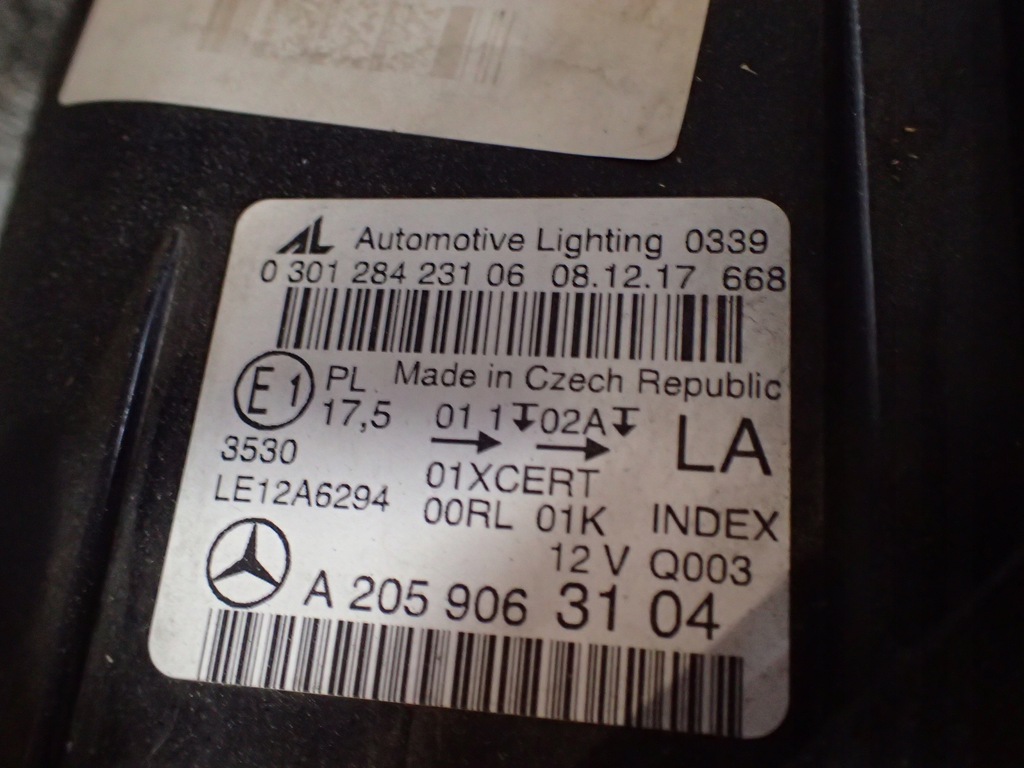 AL Automotive Lighting 0339
0 301 284 231 06 08.12.17 668
E1 PL Made in Czech Republic
17,5 01 1 02A LA
3530
01XCERT
LE12A6294
00RL 01K INDEX
12 V Q003
A 205 906 31 04